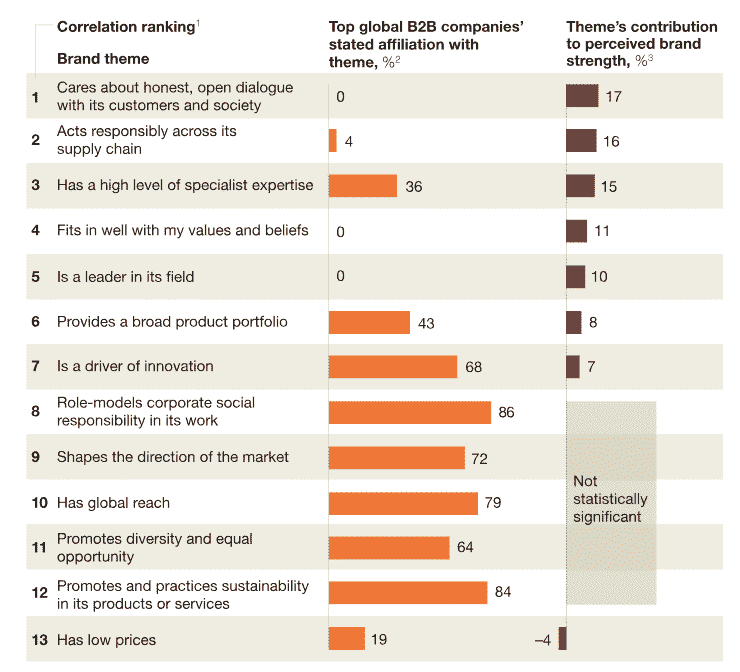 Correlation ranking¹
Brand theme
Top global B2B companies’
stated affiliation with
theme, %²
Theme’s contribution
to perceived brand
strength, %³
1 Cares about honest, open dialogue
with its customers and society
0 17
2 Acts responsibly across its
supply chain
4 16
3 Has a high level of specialist expertise 36 15
4 Fits in well with my values and beliefs 0 11
5 Is a leader in its field 0 10
6 Provides a broad product portfolio 43 8
7 Is a driver of innovation 68 7
8 Role-models corporate social
responsibility in its work
86
9 Shapes the direction of the market 72
10 Has global reach 79
Not
statistically
significant
11 Promotes diversity and equal
opportunity
64
12 Promotes and practices sustainability
in its products or services
84
13 Has low prices 19 –4